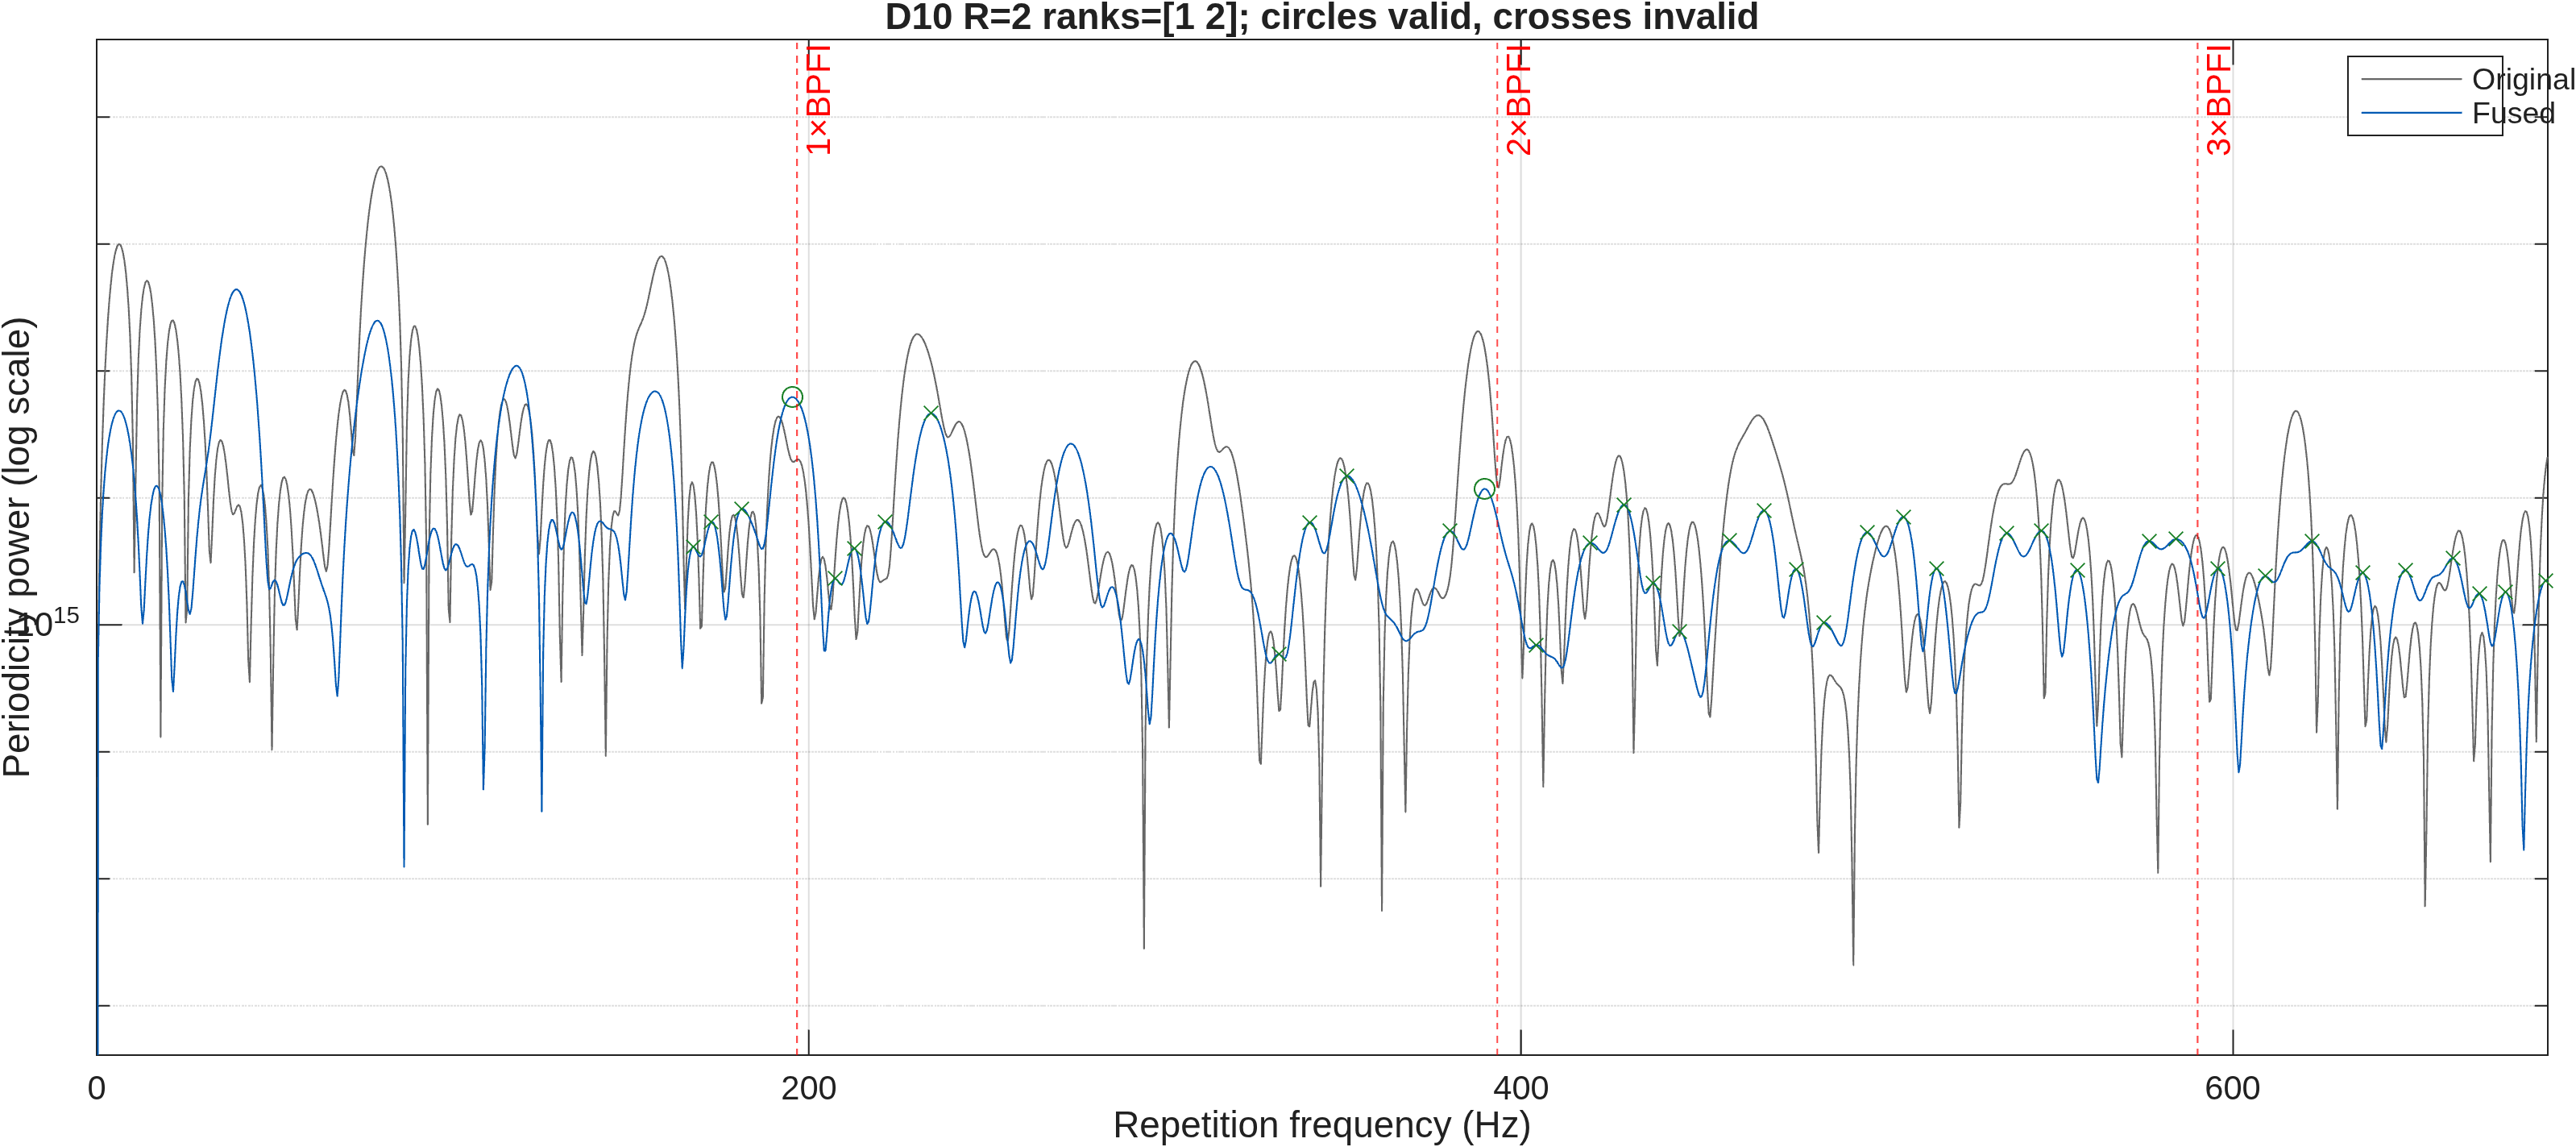 D10 R=2 ranks=[1 2]; circles valid, crosses invalid
1×BPFI
2×BPFI
3×BPFI
Original
Fused
Periodicity power (log scale)
10^15
0
200
400
600
Repetition frequency (Hz)